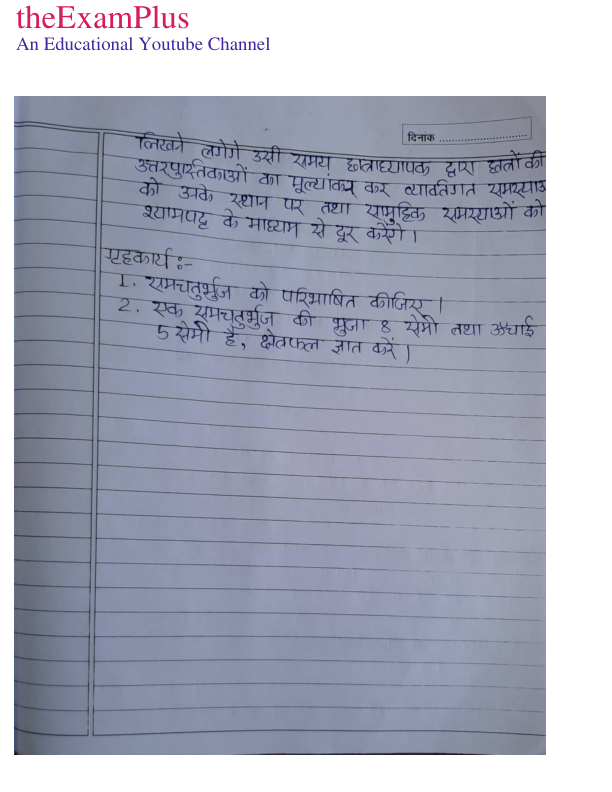 theExamPlus
An Educational Youtube Channel
दिनांक ..............................
लिखने लगेगे उसी समय छात्राध्यापक द्वारा छात्रों की
उत्तरपुस्तिकाओं का मूल्यांकन कर व्यावतिगत समस्याओं
को उनके स्थान पर तथा सामुहिक समस्याओं को
श्यामपट्ट के माध्यम से दूर करेंगे।
गृहकार्य :-
1. समचतुर्भुज को परिभाषित कीजिए।
2. एक समचतुर्भुज की भुजा 8 सेमी तथा ऊंचाई
5 सेमी है, क्षेत्रफल ज्ञात करें।